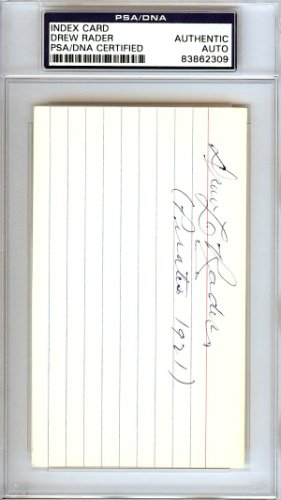 PSA/DNA
INDEX CARD
DREW RADER
PSA/DNA CERTIFIED
AUTHENTIC
AUTO
83862309
Drew L Rader
(Pirates 1921)